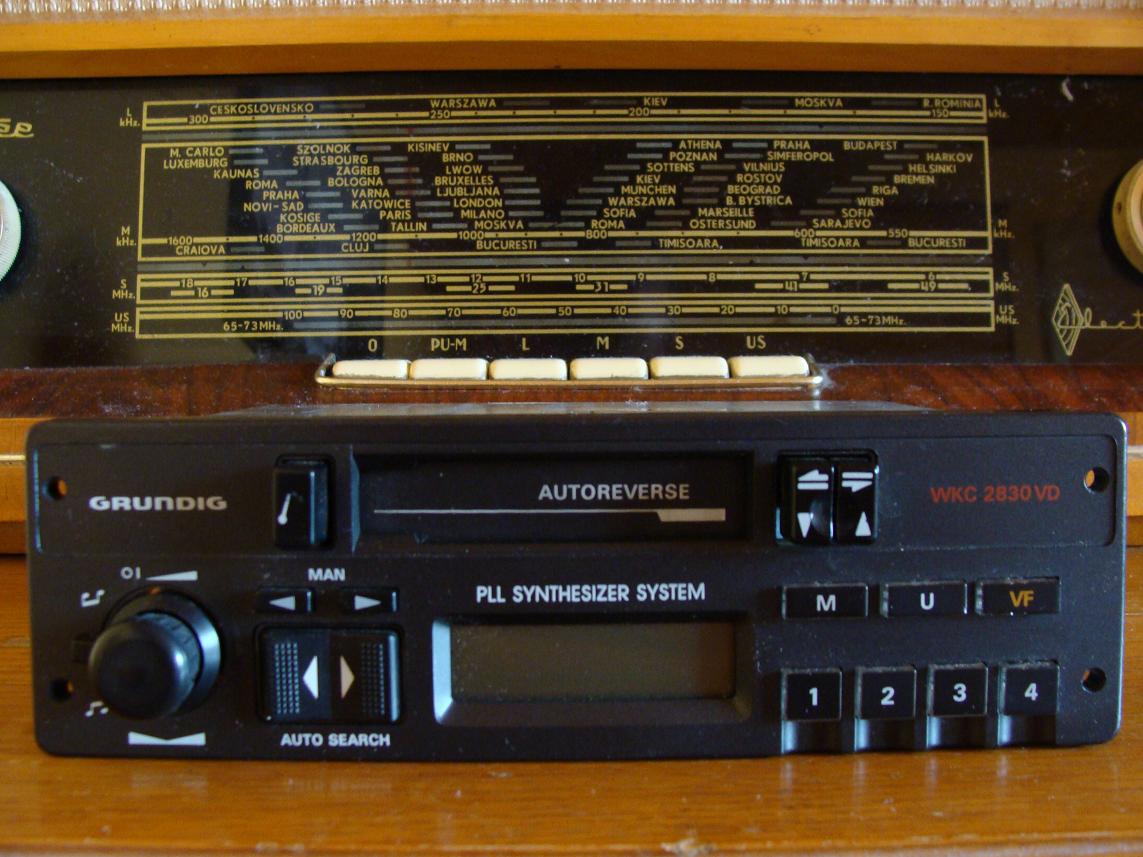 L kHz.
CESKOSLOVENSKO WARSZAWA KIEV MOSKVA R.ROMINIA
300 250 200 150
L kHz.
M. CARLO SZOLNOK KISINEV ATHENA PRAHA BUDAPEST
LUXEMBURG STRASBOURG BRNO POZNAN SIMFEROPOL HARKOV
KAUNAS ZAGREB LWOW SOTTENS VILNIUS HELSINKI
ROMA BOLOGNA BRUXELLES KIEV ROSTOV BREMEN
PRAHA VARNA LJUBLJANA MUNCHEN BEOGRAD RIGA
NOVI-SAD KATOWICE LONDON WARSZAWA B.BYSTRICA WIEN
KOSIGE PARIS MILANO SOFIA MARSEILLE SOFIA
BORDEAUX TALLIN MOSKVA ROMA OSTERSUND SARAJEVO
M kHz.
1600 1400 1200 1000 800 600 550
M kHz.
CRAIOVA CLUJ BUCURESTI TIMISOARA, TIMISOARA BUCURESTI
S MHz.
18 17 16 15 14 13 12 11 10 9 8 7 6
16 19 25 31 41 49
S MHz.
US MHz.
100 90 80 70 60 50 40 30 20 10 0
65-73MHz. 65-73MHz.
US MHz.
O PU-M L M S US
GRUNDIG
AUTOREVERSE
WKC 2830 VD
MAN
PLL SYNTHESIZER SYSTEM
M U VF
1 2 3 4
AUTO SEARCH